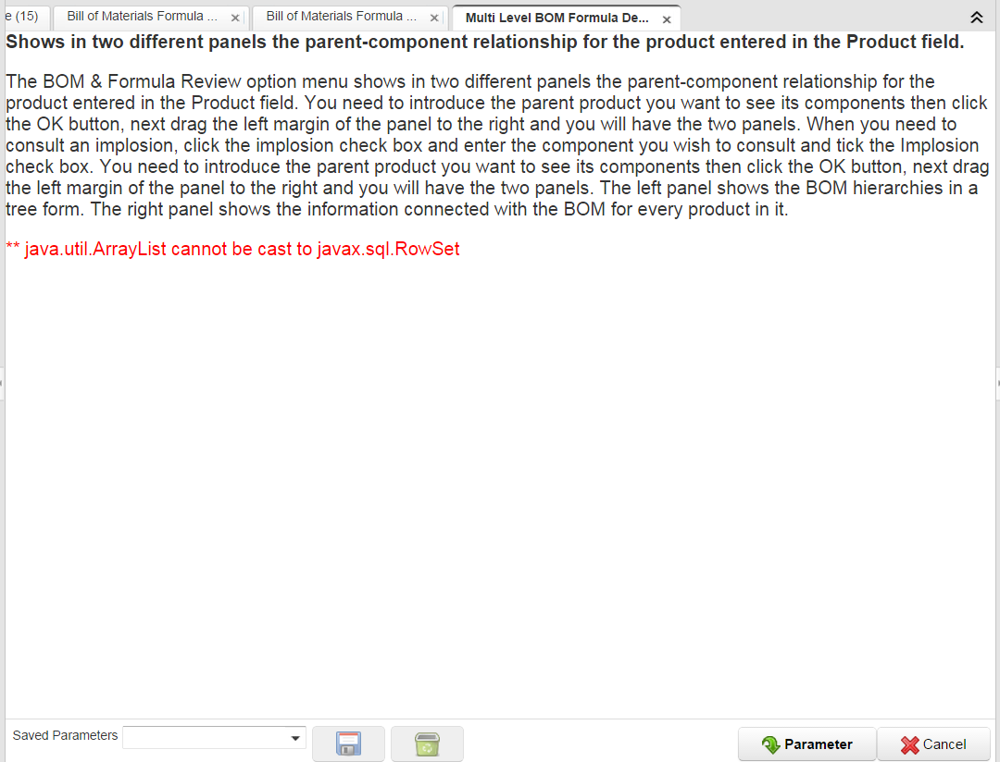 e (15)
Bill of Materials Formula ...
Bill of Materials Formula ...
Multi Level BOM Formula De...
Shows in two different panels the parent-component relationship for the product entered in the Product field.
The BOM & Formula Review option menu shows in two different panels the parent-component relationship for the
product entered in the Product field. You need to introduce the parent product you want to see its components then click
the OK button, next drag the left margin of the panel to the right and you will have the two panels. When you need to
consult an implosion, click the implosion check box and enter the component you wish to consult and tick the Implosion
check box. You need to introduce the parent product you want to see its components then click the OK button, next drag
the left margin of the panel to the right and you will have the two panels. The left panel shows the BOM hierarchies in a
tree form. The right panel shows the information connected with the BOM for every product in it.
** java.util.ArrayList cannot be cast to javax.sql.RowSet
Saved Parameters
Parameter
Cancel